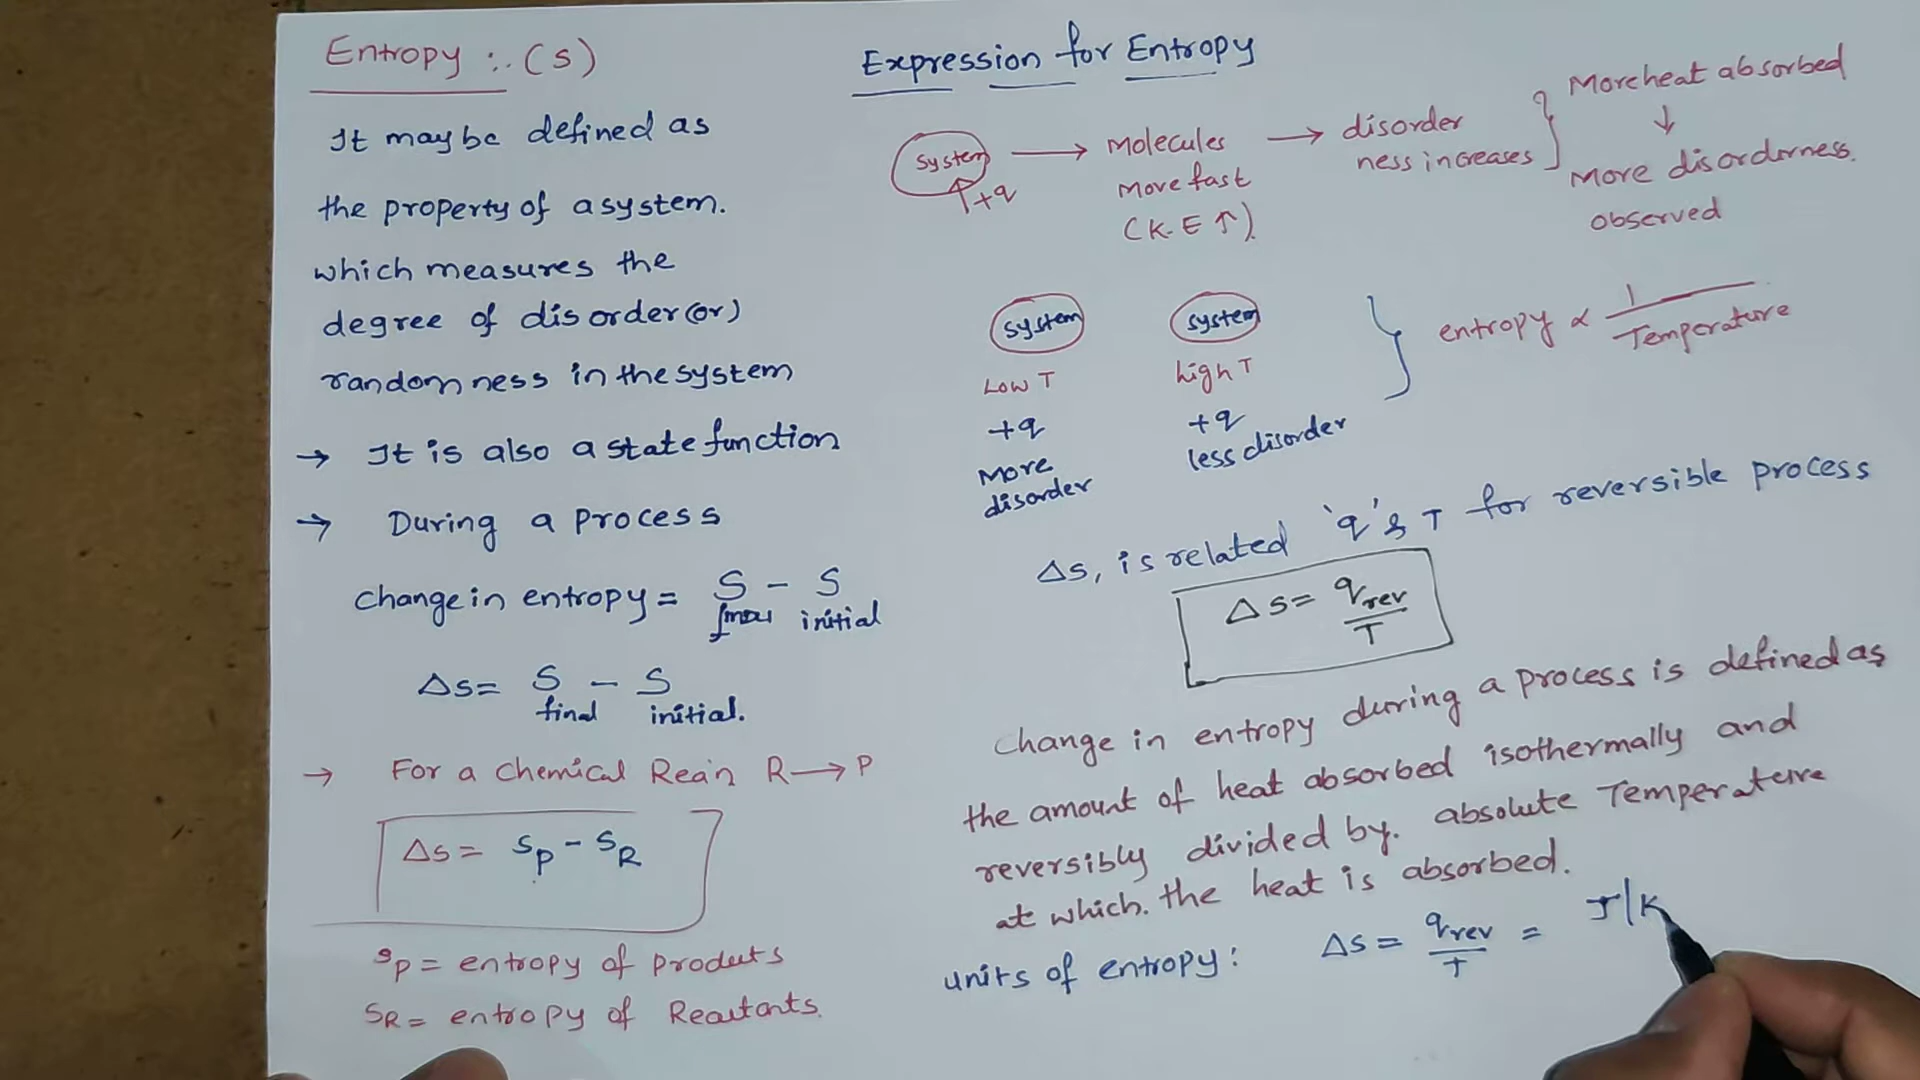 Entropy :. (S)
It may be defined as
the property of a system.
which measures the
degree of disorder (or)
randomness in the system
→ It is also a state function
→ During a process
change in entropy = S final - S initial
Δs = S final - S initial.
→ For a chemical Rea'n R → P
Δs = SP - SR
SP = entropy of produts
SR = entropy of Reactants.
Expression for Entropy
System → Molecules → disorder } More heat absorbed
↑+q move fast ness increases ↓
(K.E ↑). More disorderness.
observed
System System } entropy ∝ 1/Temperature
Low T high T
+q +q
More less disorder
disorder
Δs, is related 'q' & T for reversible process
Δs = qrev/T
change in entropy during a process is defined as
the amount of heat absorbed isothermally and
reversibly divided by. absolute Temperature
at which. the heat is absorbed.
units of entropy: Δs = qrev/T = J/K